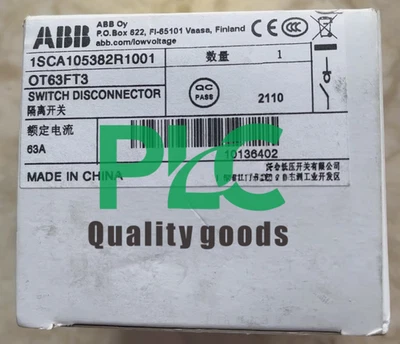 ABB
ABB Oy
P.O.Box 622, FI-65101 Vaasa, Finland
abb.com/lowvoltage
CE CCC
1SCA105382R1001
数量 1
OT63FT3
SWITCH DISCONNECTOR
隔离开关
QC
PASS
2110
额定电流
63A
10136402
MADE IN CHINA
PLC
Quality goods